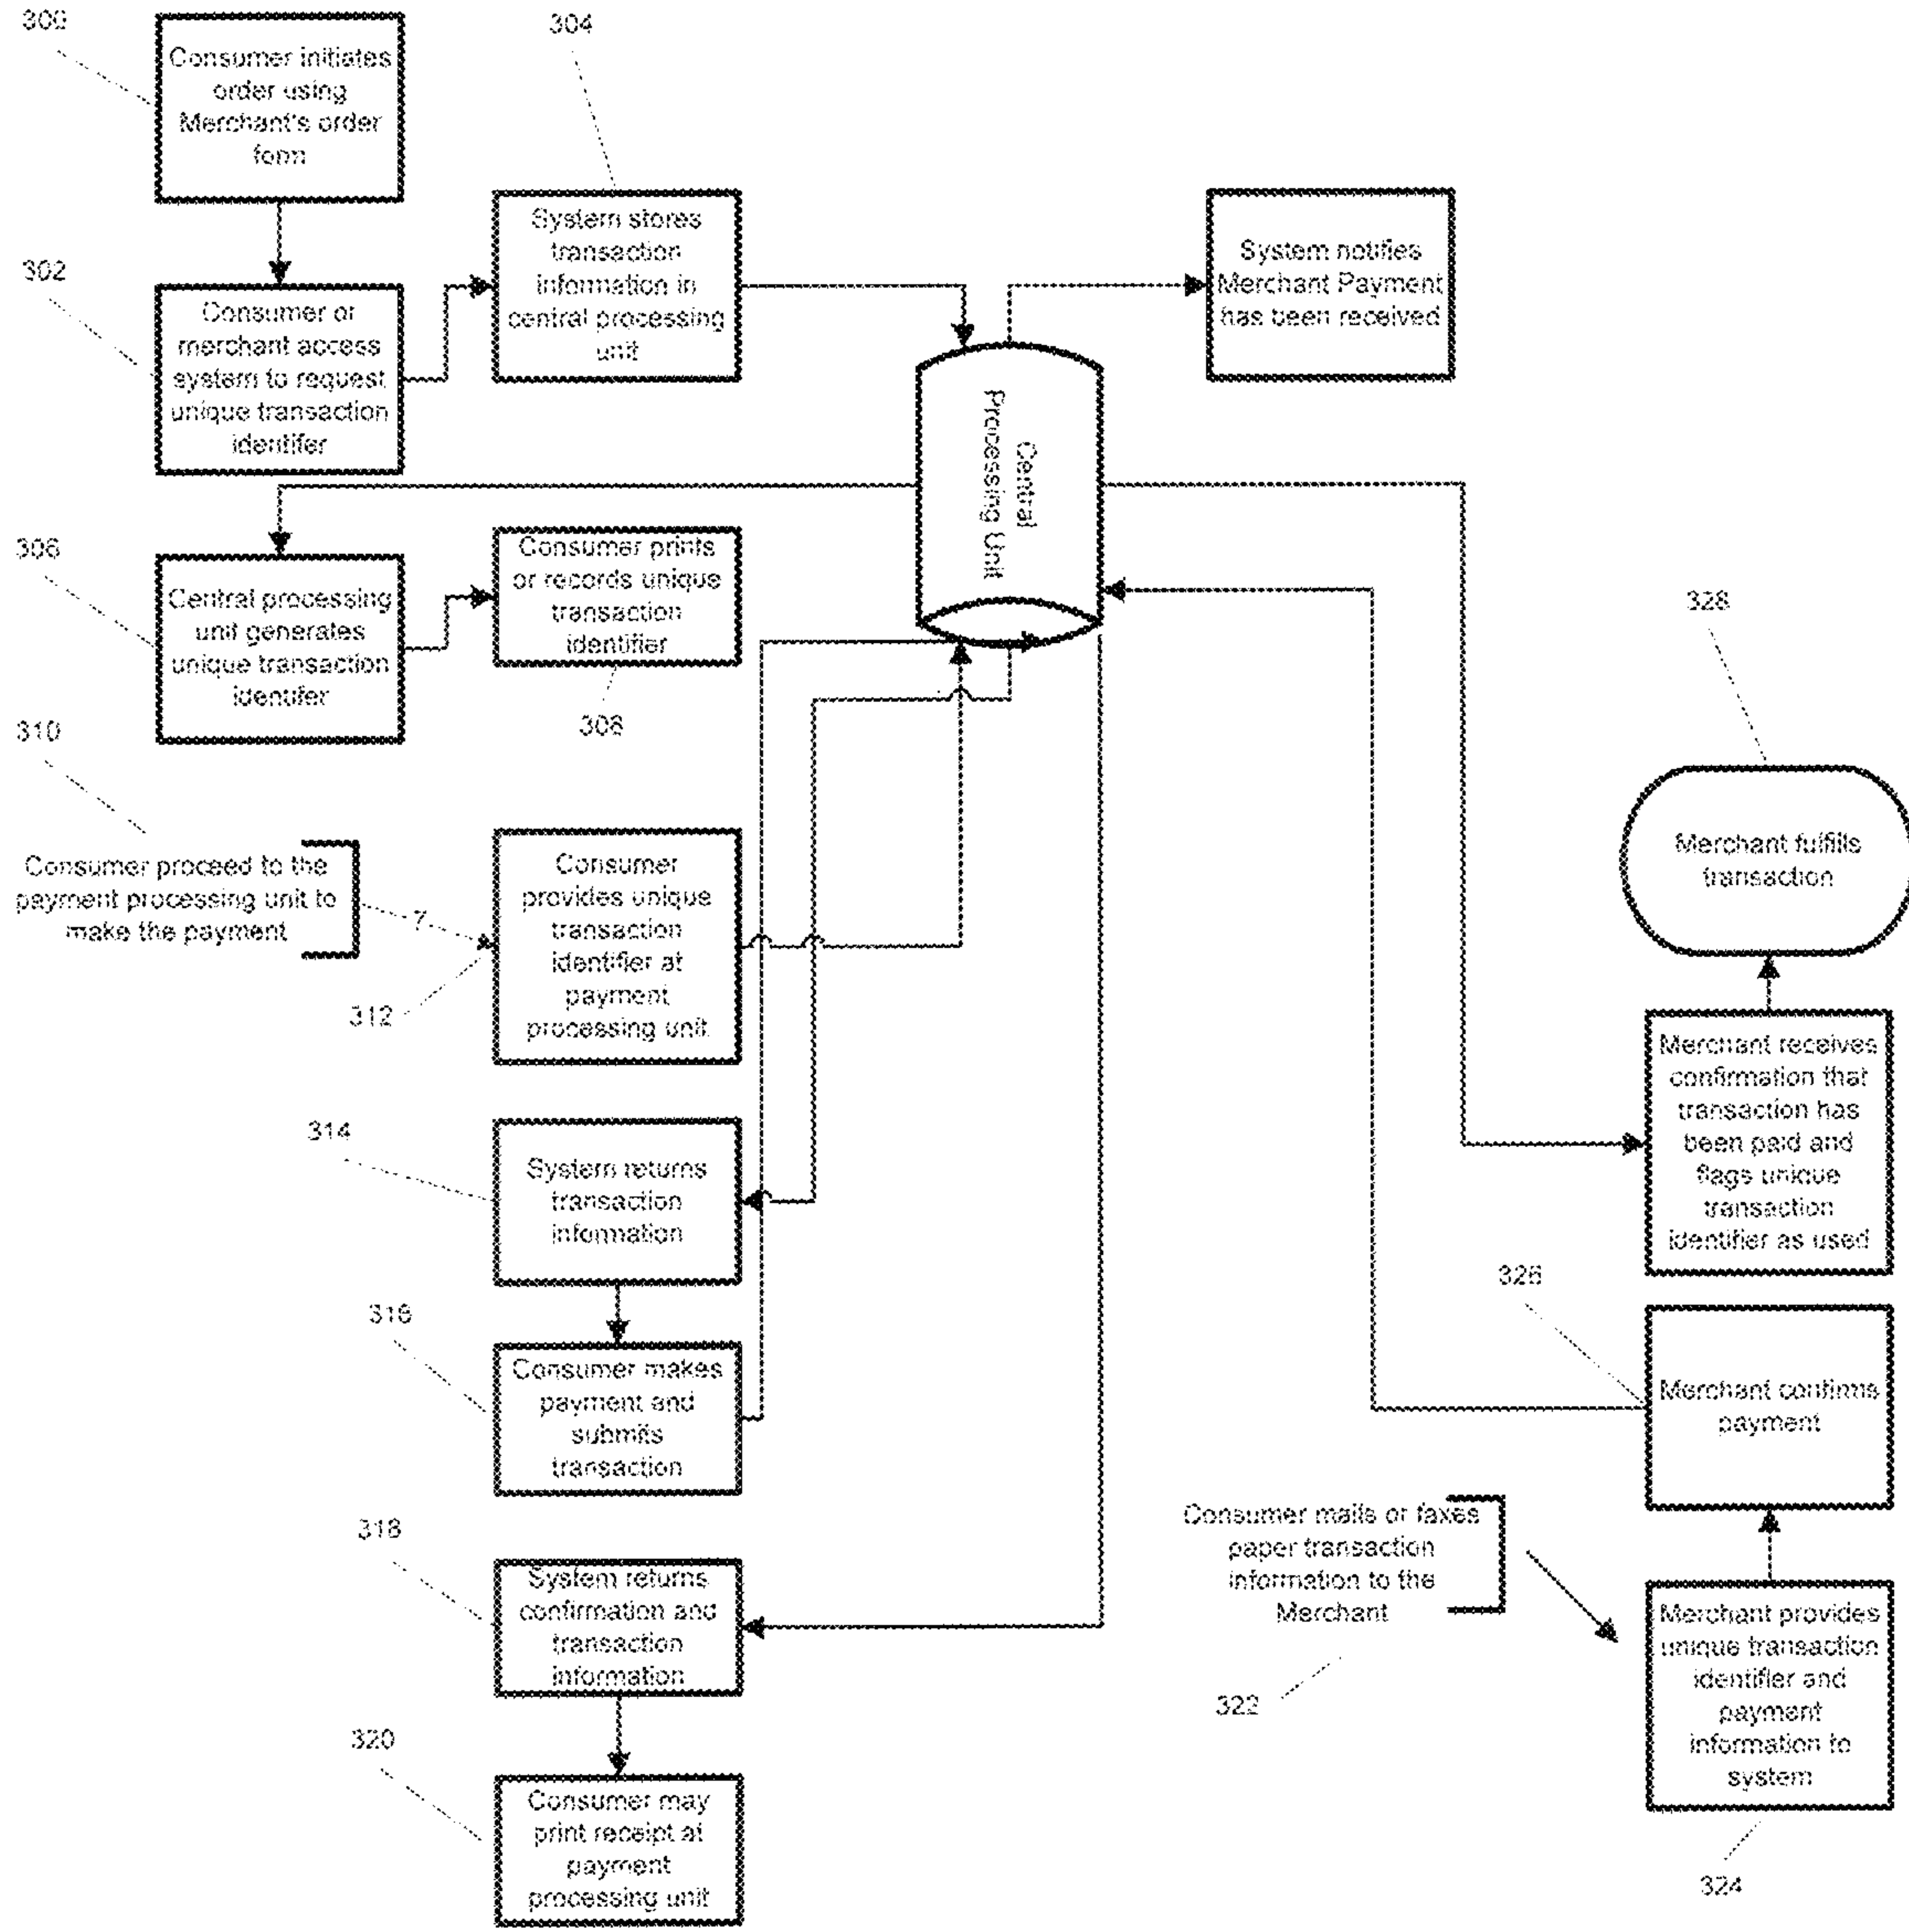 300
Consumer initiates
order using
Merchant's order
form
304
302
Consumer or
merchant access
system to request
unique transaction
identifer
System stores
transaction
information in
central processing
unit
System notifies
Merchant Payment
has been received
Central
Processing Unit
306
Central processing
unit generates
unique transaction
identifer
Consumer prints
or records unique
transaction
identifier
308
310
Consumer proceed to the
payment processing unit to
make the payment
7
312
Consumer
provides unique
transaction
identifier at
payment
processing unit.
314
System returns
transaction
information
316
Consumer makes
payment and
submits
transaction
318
System returns
confirmation and
transaction
information
320
Consumer may
print receipt at
payment
processing unit
328
Merchant fulfills
transaction
Merchant receives
confirmation that
transaction has
been paid and
flags unique
transaction
identifier as used
326
Merchant confirms
payment
Consumer mails or faxes
paper transaction
information to the
Merchant
322
Merchant provides
unique transaction
identifier and
payment
information to
system
324